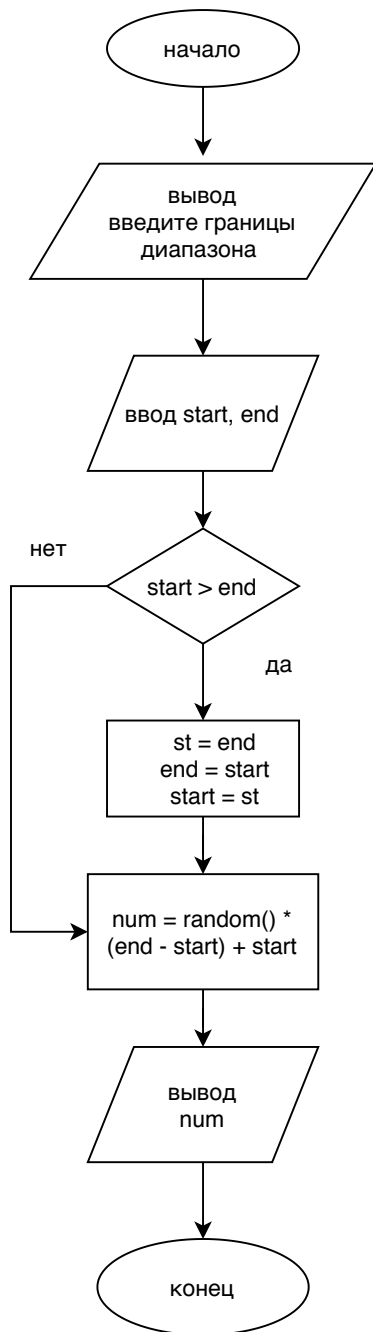 начало
вывод
введите границы
диапазона
ввод start, end
нет
start > end
да
st = end
end = start
start = st
num = random() *
(end - start) + start
вывод
num
конец